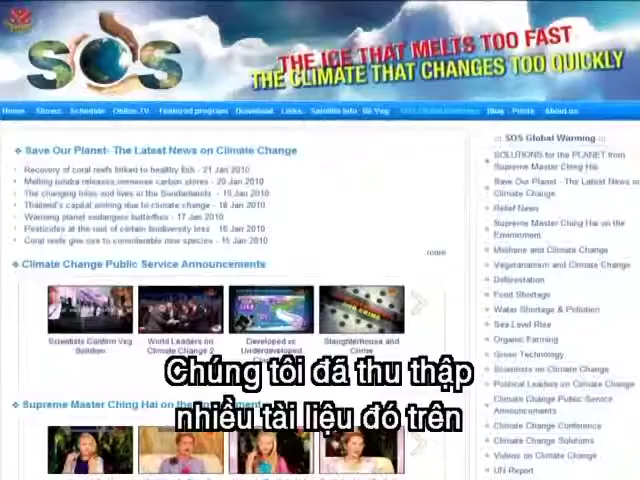 SOS
THE ICE THAT MELTS TOO FAST
THE CLIMATE THAT CHANGES TOO QUICKLY
Home Shows Schedule Online TV Featured program Download Links Satellite Info Be Veg SOS Global Warming Blog Prints About us
Save Our Planet- The Latest News on Climate Change
Recovery of coral reefs linked to healthy fish - 21 Jan 2010
Melting tundra releases immense carbon stores - 20 Jan 2010
The changing tides and lives in the Sundarbands - 19 Jan 2010
Thailand's capital sinking due to climate change - 18 Jan 2010
Warming planet endangers butterflies - 17 Jan 2010
Pesticides at the root of certain biodiversity loss 16 Jan 2010
Coral reefs give rise to considerable new species - 15 Jan 2010
more
Climate Change Public Service Announcements
Scientists Confirm Veg
Solution
World Leaders on
Climate Change 2
Developed vs
Underdeveloped
Slaughterhouse and
Crime
Supreme Master Ching Hai on the
Chúng tôi đã thu thập
nhiều tài liệu đó trên
::: SOS Global Warming :::
SOLUTIONS for the PLANET from
Supreme Master Ching Hai
Save Our Planet - The Latest News on
Climate Change
Relief News
Supreme Master Ching Hai on the
Environment
Methane and Climate Change
Vegetarianism and Climate Change
Deforestation
Food Shortage
Water Shortage & Pollution
Sea Level Rise
Organic Farming
Green Technology
Scientists on Climate Change
Political Leaders on Climate Change
Climate Change Public Service
Announcements
Climate Change Conference
Climate Change Solutions
Videos on Climate Change
UN Report